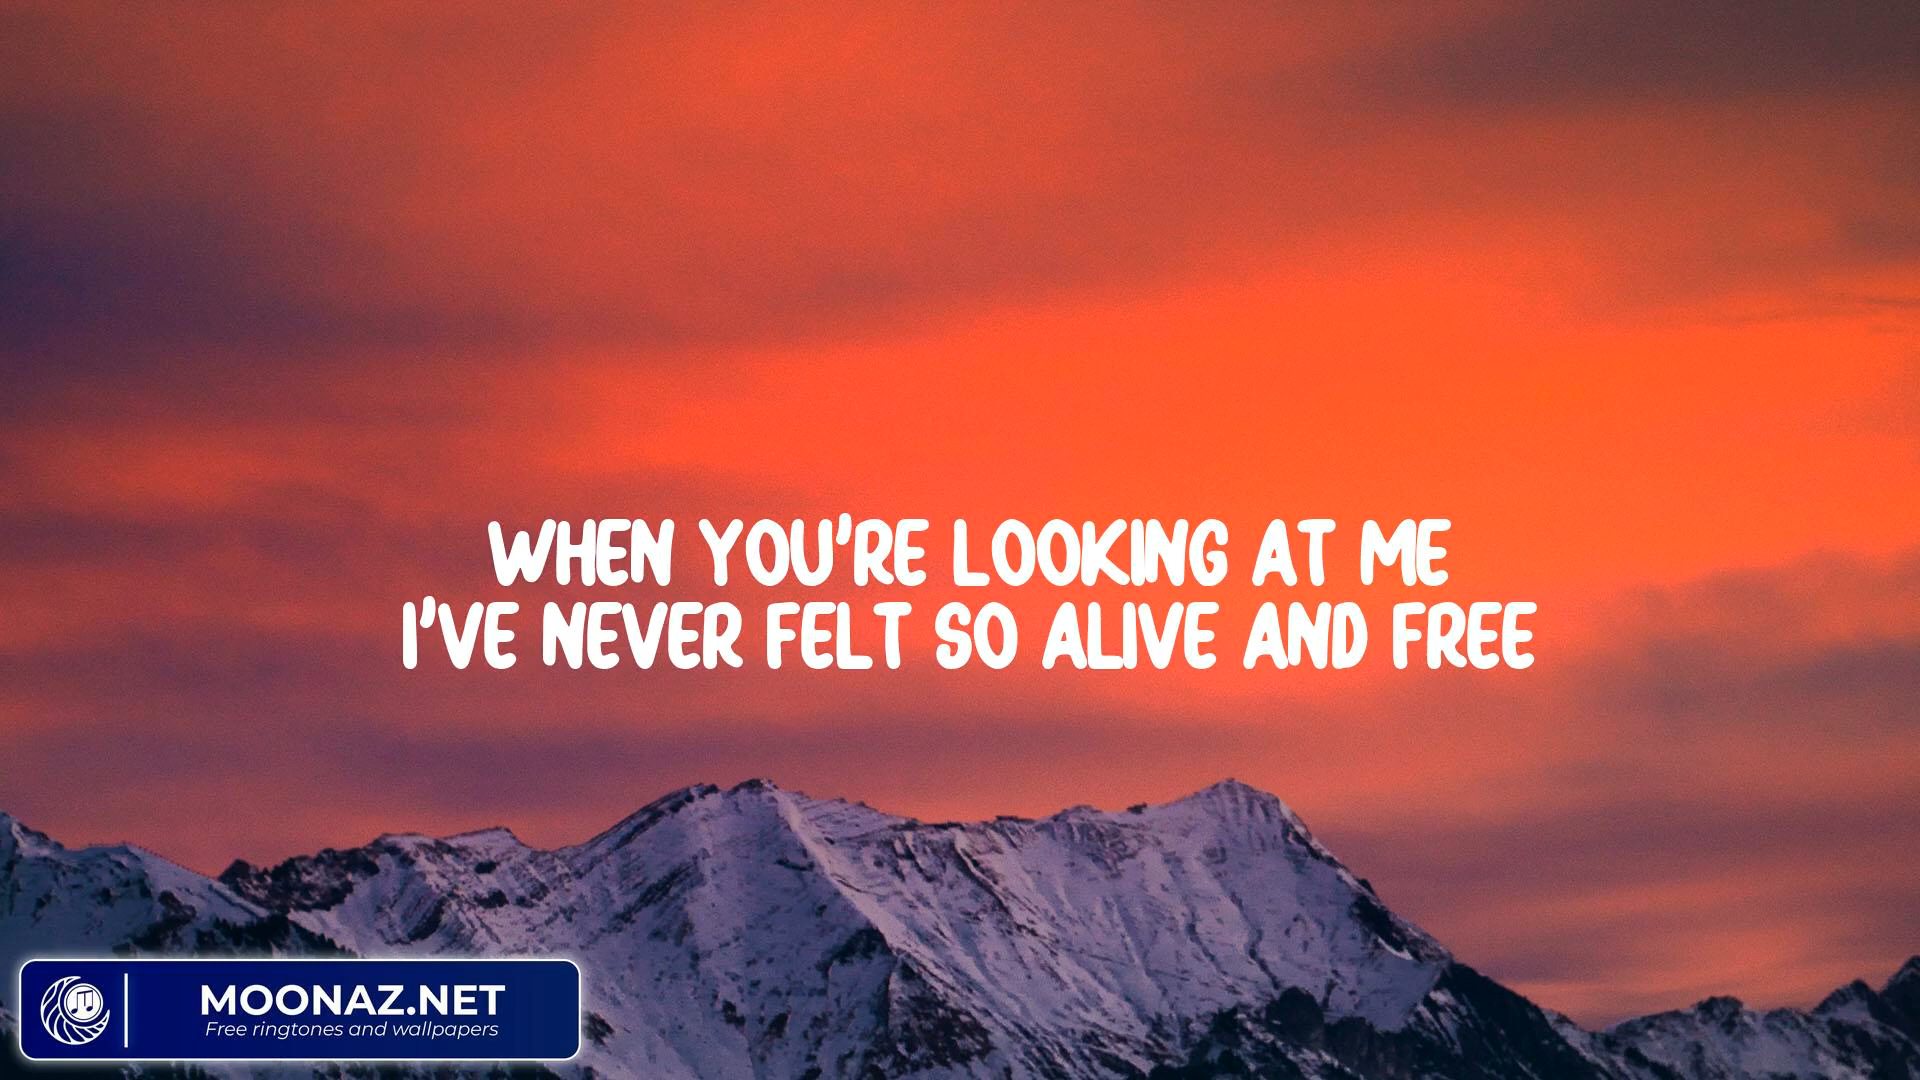 WHEN YOU'RE LOOKING AT ME
I'VE NEVER FELT SO ALIVE AND FREE
MOONAZ.NET
Free ringtones and wallpapers